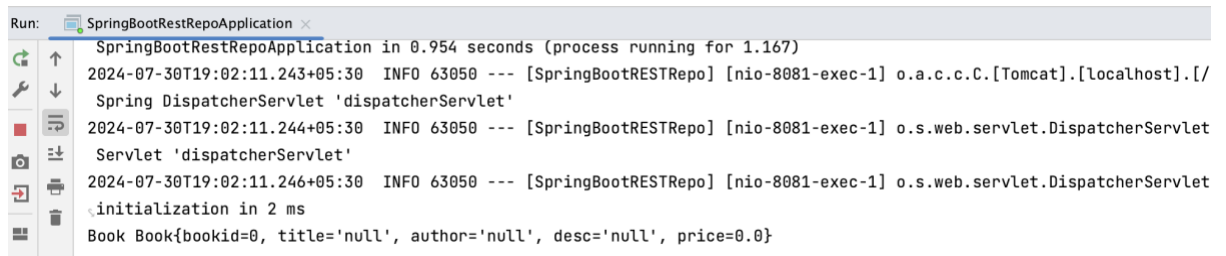 Run: SpringBootRestRepoApplication
SpringBootRestRepoApplication in 0.954 seconds (process running for 1.167)
2024-07-30T19:02:11.243+05:30  INFO 63050 --- [SpringBootRESTRepo] [nio-8081-exec-1] o.a.c.c.C.[Tomcat].[localhost].[/
Spring DispatcherServlet 'dispatcherServlet'
2024-07-30T19:02:11.244+05:30  INFO 63050 --- [SpringBootRESTRepo] [nio-8081-exec-1] o.s.web.servlet.DispatcherServlet
Servlet 'dispatcherServlet'
2024-07-30T19:02:11.246+05:30  INFO 63050 --- [SpringBootRESTRepo] [nio-8081-exec-1] o.s.web.servlet.DispatcherServlet
initialization in 2 ms
Book Book{bookid=0, title='null', author='null', desc='null', price=0.0}